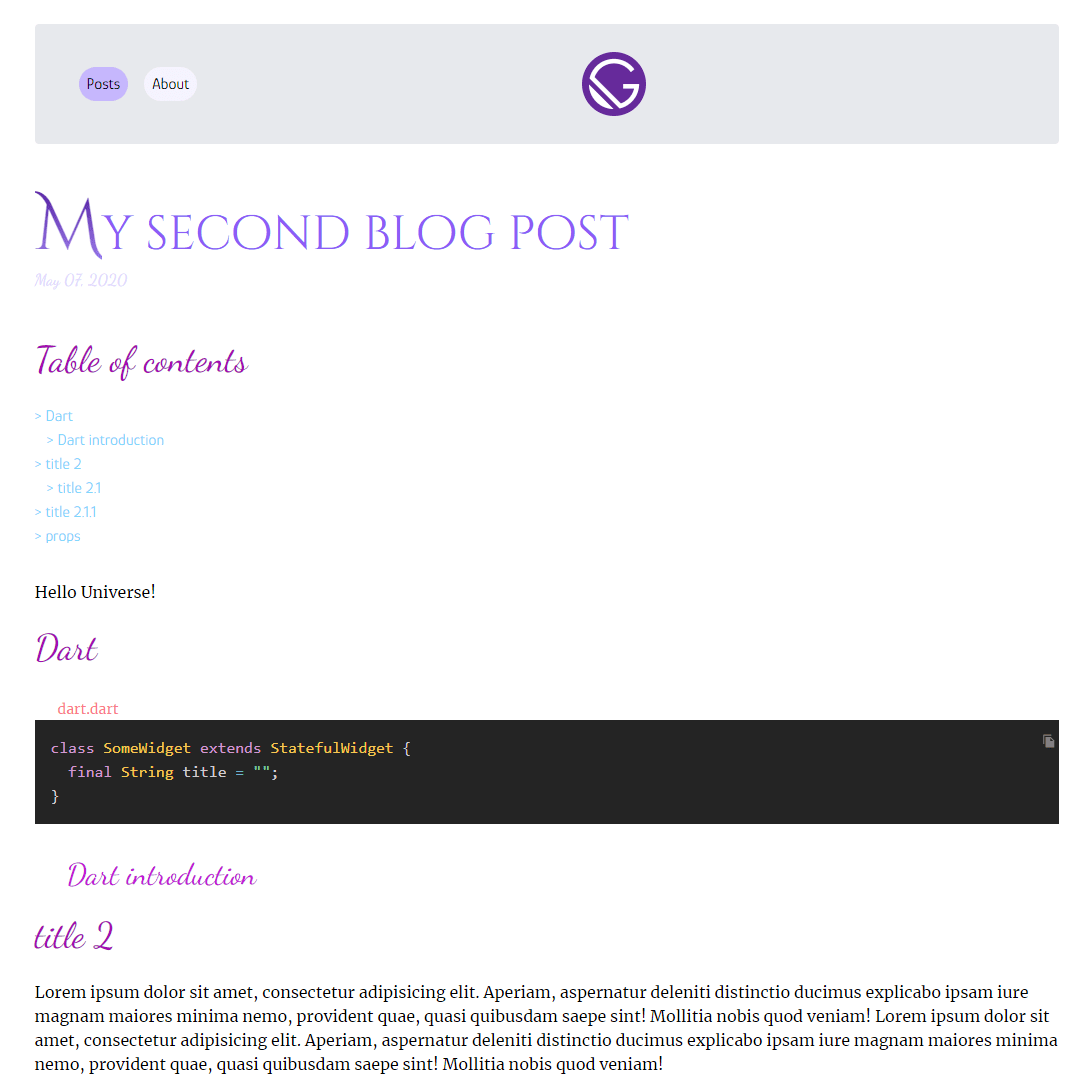 Posts About
My second blog post
May 07, 2020
Table of contents
> Dart
> Dart introduction
> title 2
> title 2.1
> title 2.1.1
> props
Hello Universe!
Dart
dart.dart
class SomeWidget extends StatefulWidget {
final String title = "";
}
Dart introduction
title 2
Lorem ipsum dolor sit amet, consectetur adipisicing elit. Aperiam, aspernatur deleniti distinctio ducimus explicabo ipsam iure
magnam maiores minima nemo, provident quae, quasi quibusdam saepe sint! Mollitia nobis quod veniam! Lorem ipsum dolor sit
amet, consectetur adipisicing elit. Aperiam, aspernatur deleniti distinctio ducimus explicabo ipsam iure magnam maiores minima
nemo, provident quae, quasi quibusdam saepe sint! Mollitia nobis quod veniam!